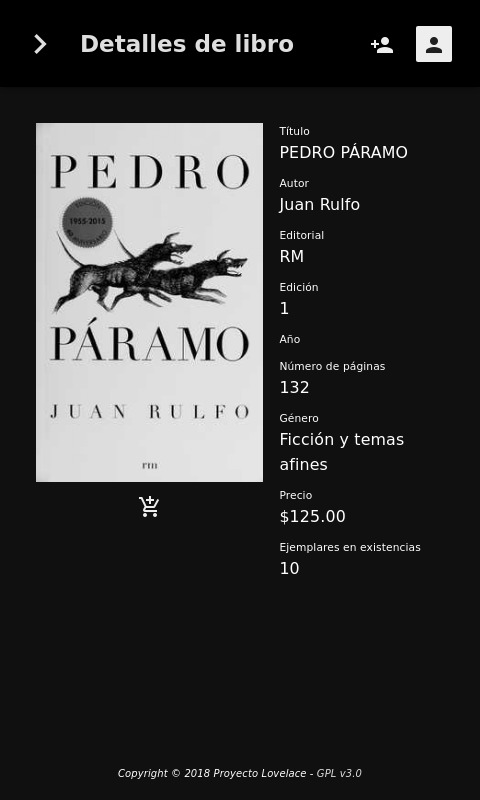 Detalles de libro
PEDRO
EDICIÓN
1955-2015
PÁRAMO
JUAN RULFO
rm
Título
PEDRO PÁRAMO
Autor
Juan Rulfo
Editorial
RM
Edición
1
Año
Número de páginas
132
Género
Ficción y temas
afines
Precio
$125.00
Ejemplares en existencias
10
Copyright © 2018 Proyecto Lovelace - GPL v3.0